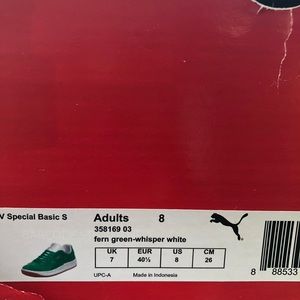 V Special Basic S
Adults 8
358169 03
fern green-whisper white
UK EUR US CM
7 40½ 8 26
UPC-A Made in Indonesia
8 88533